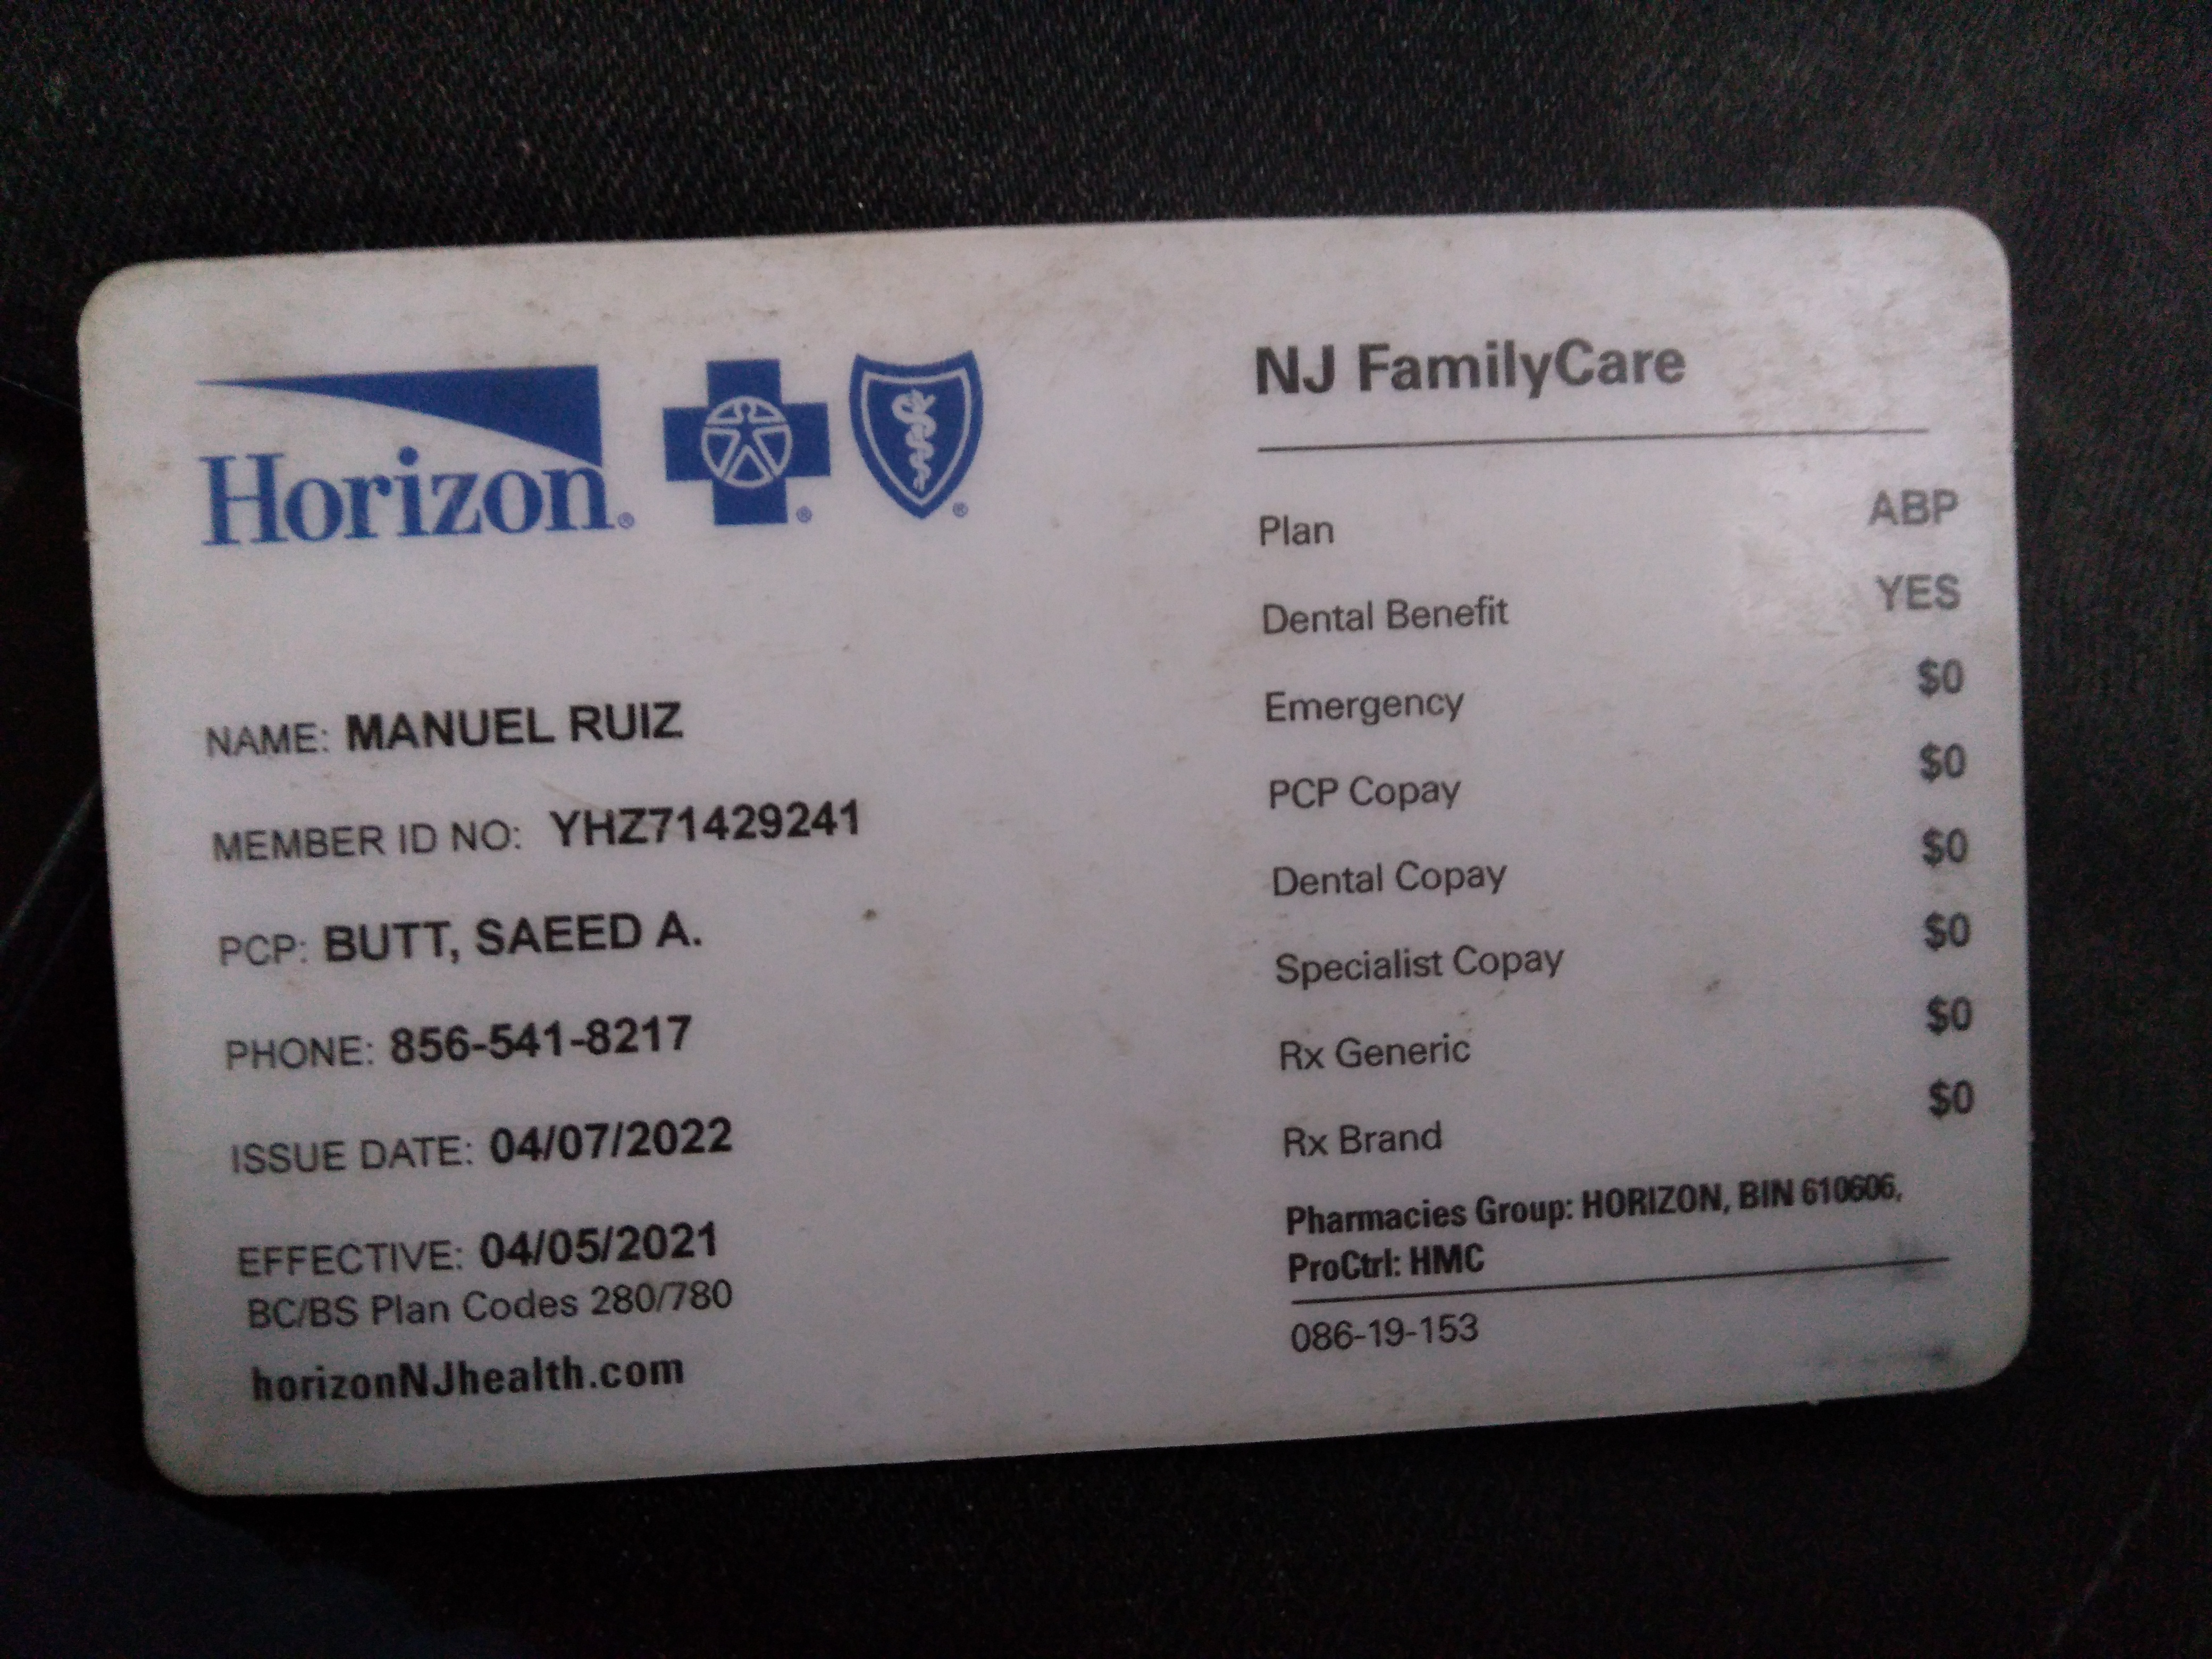 Horizon®
NAME: MANUEL RUIZ
MEMBER ID NO: YHZ71429241
PCP: BUTT, SAEED A.
PHONE: 856-541-8217
ISSUE DATE: 04/07/2022
EFFECTIVE: 04/05/2021
BC/BS Plan Codes 280/780
horizonNJhealth.com
NJ FamilyCare
Plan ABP
Dental Benefit YES
Emergency $0
PCP Copay $0
Dental Copay $0
Specialist Copay $0
Rx Generic $0
Rx Brand $0
Pharmacies Group: HORIZON, BIN 610606,
ProCtrl: HMC
086-19-153